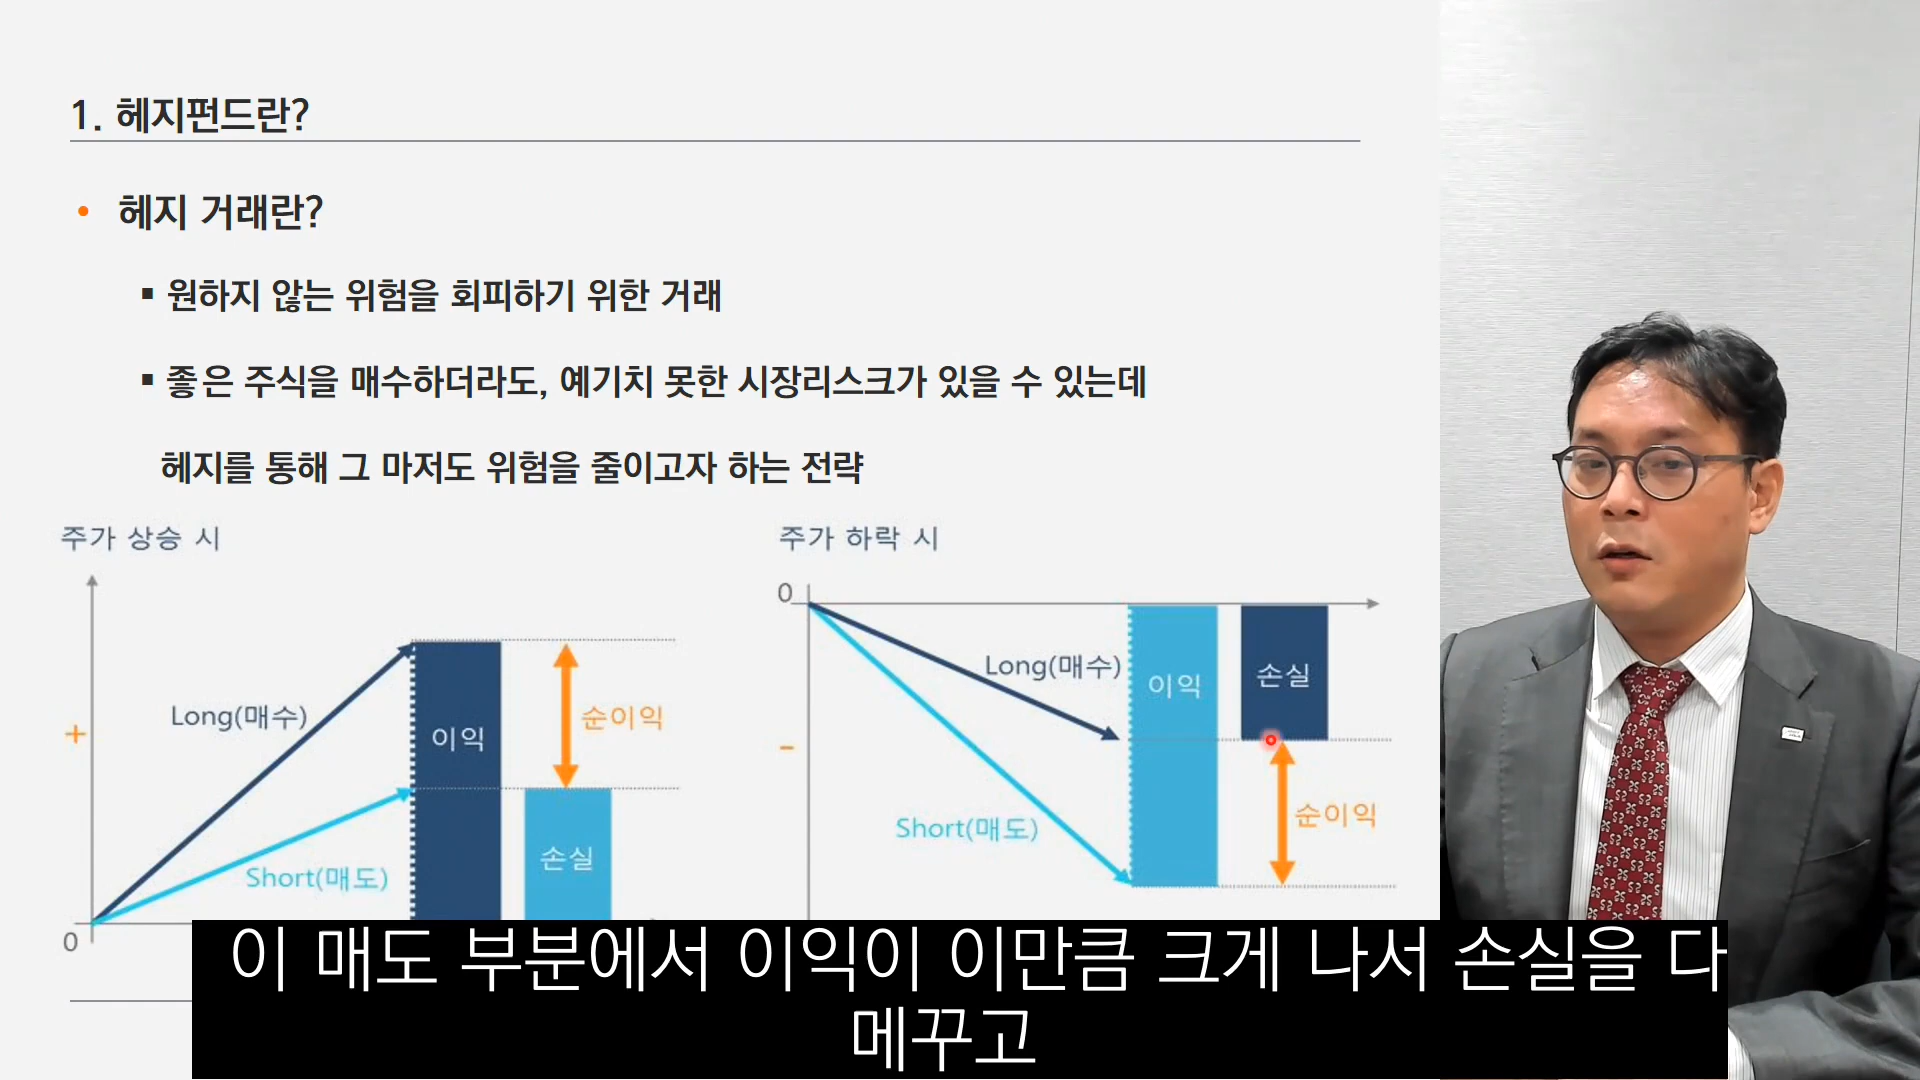 1. 헤지펀드란?
• 헤지 거래란?
▪ 원하지 않는 위험을 회피하기 위한 거래
▪ 좋은 주식을 매수하더라도, 예기치 못한 시장리스크가 있을 수 있는데
헤지를 통해 그 마저도 위험을 줄이고자 하는 전략
주가 상승 시
+
Long(매수)
이익
순이익
Short(매도)
손실
0
주가 하락 시
0
Long(매수)
이익
손실
-
Short(매도)
순이익
이 매도 부분에서 이익이 이만큼 크게 나서 손실을 다
메꾸고